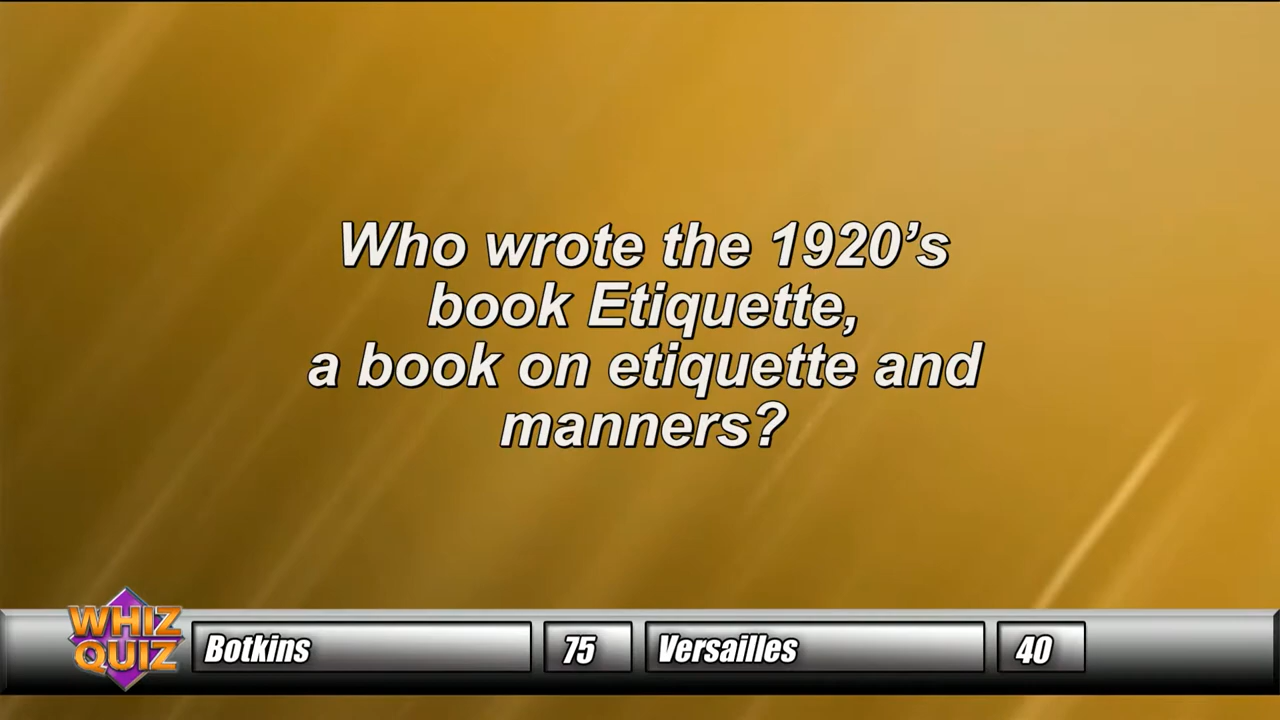 Who wrote the 1920’s
book Etiquette,
a book on etiquette and
manners?
WHIZ
QUIZ
Botkins
75
Versailles
40